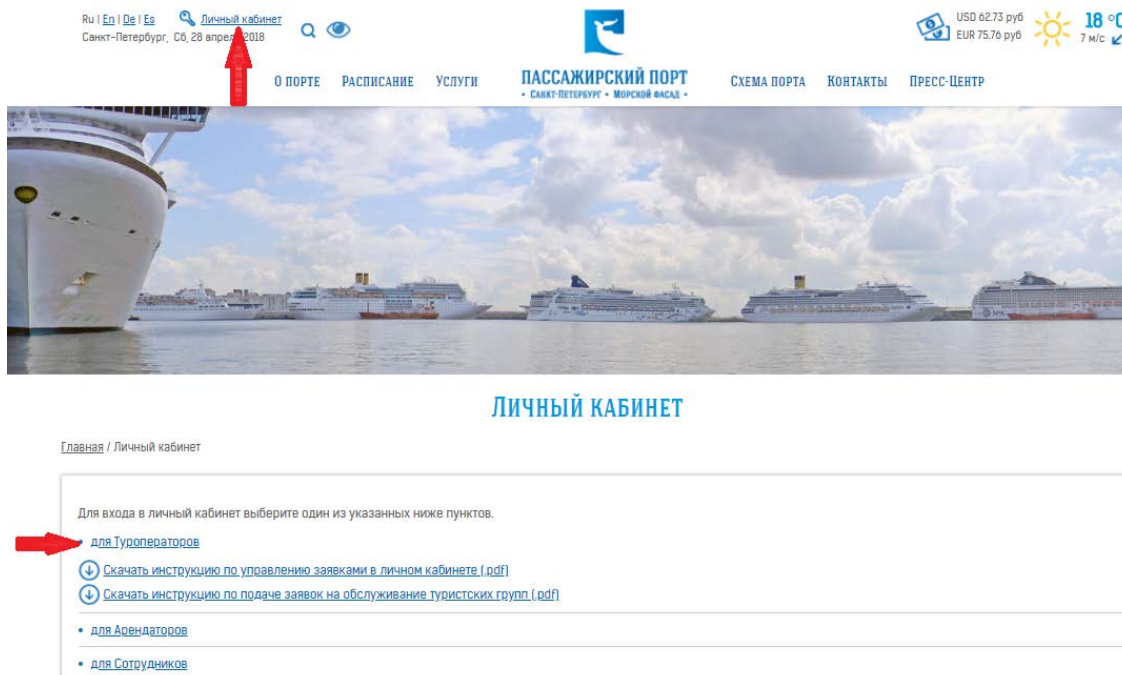 Ru | En | De | Es Личный кабинет
Санкт-Петербург, Сб, 28 апреля 2018
USD 62.73 руб
EUR 75.76 руб
18 °C
7 м/с
О порте Расписание Услуги
ПАССАЖИРСКИЙ ПОРТ
• Санкт-Петербург • Морской фасад •
Схема порта Контакты Пресс-Центр
Личный кабинет
Главная / Личный кабинет
Для входа в личный кабинет выберите один из указанных ниже пунктов.
• для Туроператоров
Скачать инструкцию по управлению заявками в личном кабинете (.pdf)
Скачать инструкцию по подаче заявок на обслуживание туристских групп (.pdf)
• для Арендаторов
• для Сотрудников